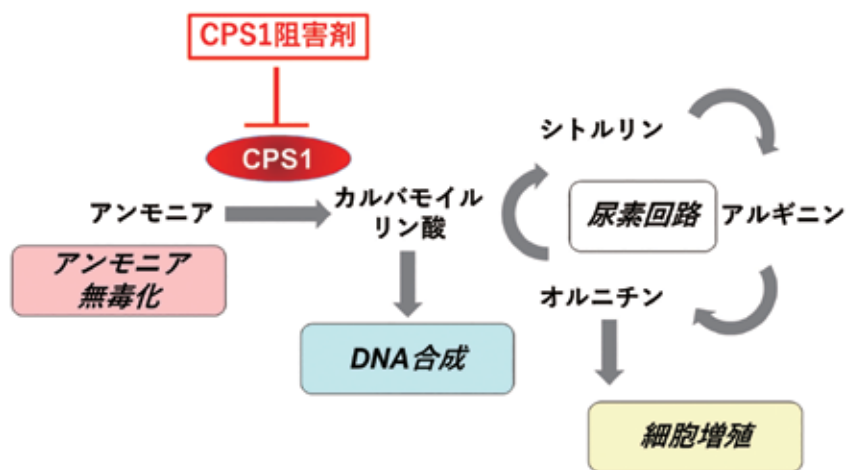 CPS1阻害剤
CPS1
アンモニア
カルバモイル
リン酸
シトルリン
尿素回路
アルギニン
オルニチン
アンモニア
無毒化
DNA合成
細胞増殖